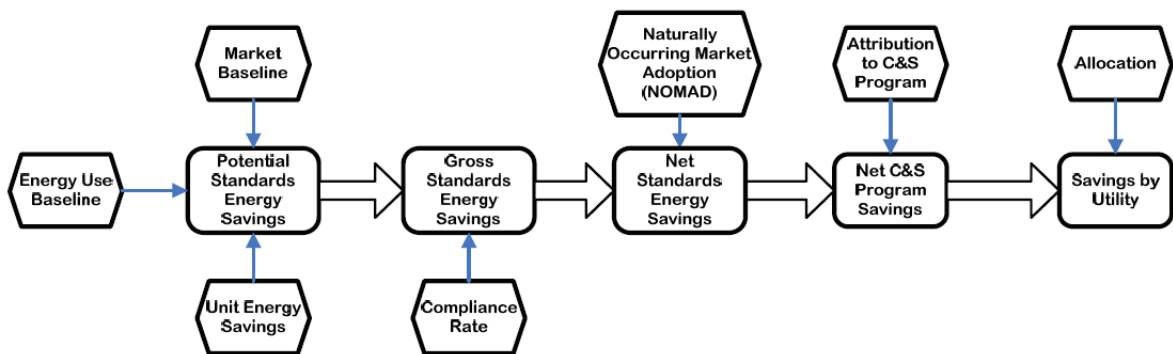 Market
Baseline
Naturally
Occurring Market
Adoption
(NOMAD)
Attribution
to C&S
Program
Allocation
Energy Use
Baseline
Potential
Standards
Energy
Savings
Gross
Standards
Energy
Savings
Net
Standards
Energy
Savings
Net C&S
Program
Savings
Savings by
Utility
Unit Energy
Savings
Compliance
Rate